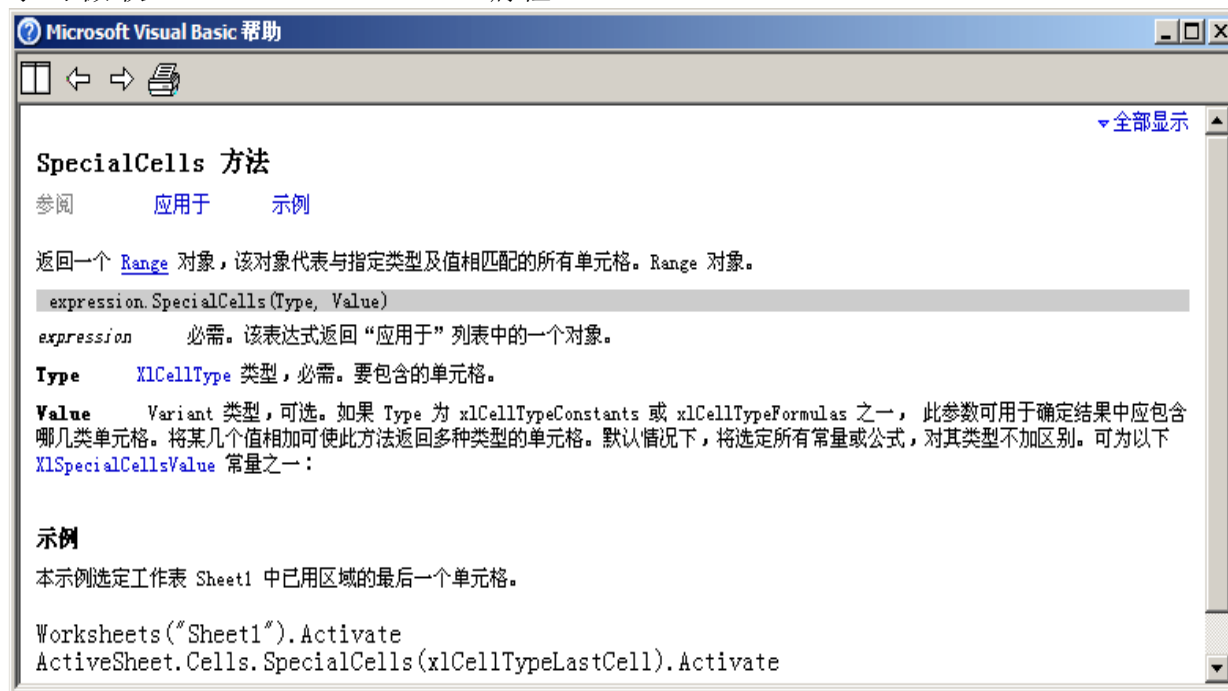 Microsoft Visual Basic 帮助
全部显示
SpecialCells 方法
参阅 应用于 示例
返回一个 Range 对象，该对象代表与指定类型及值相匹配的所有单元格。Range 对象。
expression.SpecialCells(Type, Value)
expression 必需。该表达式返回“应用于”列表中的一个对象。
Type XlCellType 类型，必需。要包含的单元格。
Value Variant 类型，可选。如果 Type 为 xlCellTypeConstants 或 xlCellTypeFormulas 之一， 此参数可用于确定结果中应包含
哪几类单元格。将某几个值相加可使此方法返回多种类型的单元格。默认情况下，将选定所有常量或公式，对其类型不加区别。可为以下
XlSpecialCellsValue 常量之一：
示例
本示例选定工作表 Sheet1 中已用区域的最后一个单元格。
Worksheets("Sheet1").Activate
ActiveSheet.Cells.SpecialCells(xlCellTypeLastCell).Activate